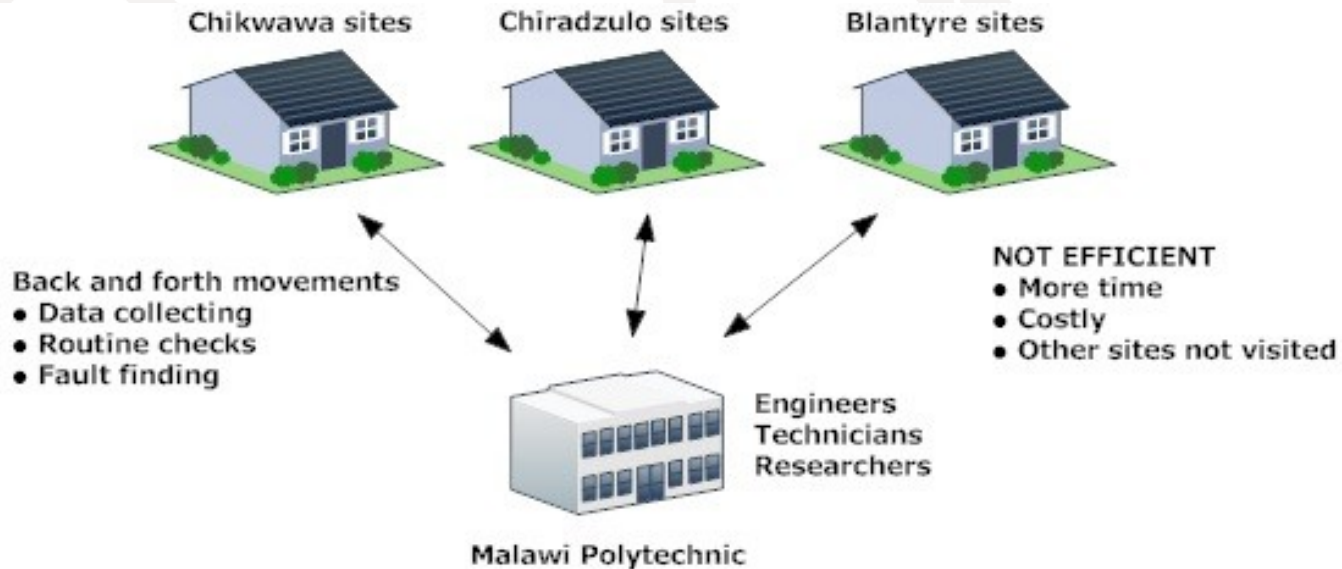 Chikwawa sites
Chiradzulo sites
Blantyre sites
Back and forth movements
● Data collecting
● Routine checks
● Fault finding
NOT EFFICIENT
● More time
● Costly
● Other sites not visited
Engineers
Technicians
Researchers
Malawi Polytechnic